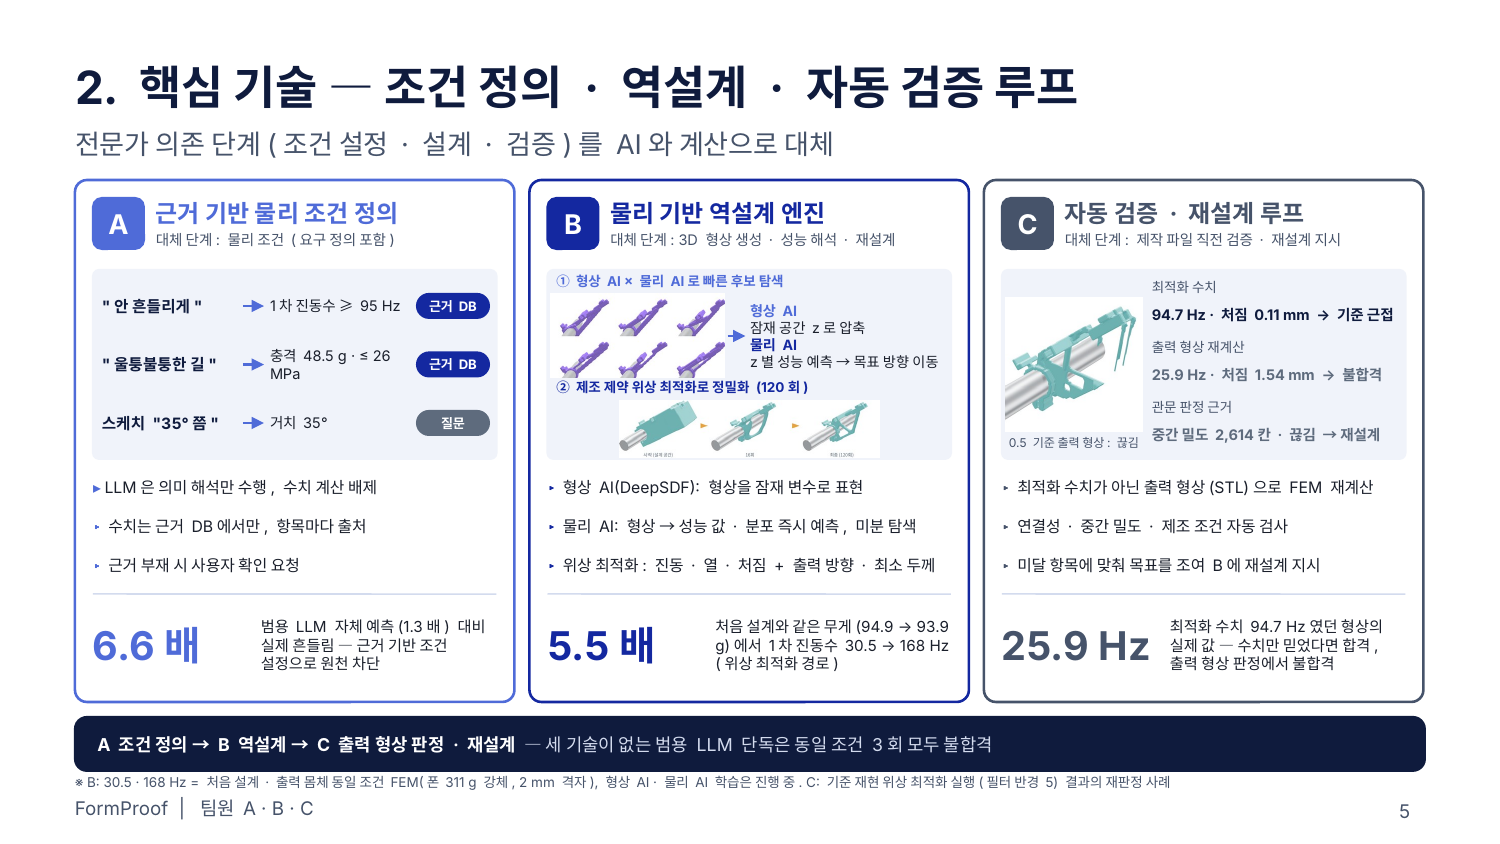 2. 핵심 기술 — 조건 정의 · 역설계 · 자동 검증 루프
전문가 의존 단계 ( 조건 설정 · 설계 · 검증 ) 를 AI 와 계산으로 대체
A
근거 기반 물리 조건 정의
대체 단계 : 물리 조건 ( 요구 정의 포함 )
" 안 흔들리게 "
1 차 진동수 ≥ 95 Hz
근거 DB
" 울퉁불퉁한 길 "
충격 48.5 g · ≤ 26
MPa
근거 DB
스케치 "35° 쯤 "
거치 35°
질문
▸ LLM 은 의미 해석만 수행 , 수치 계산 배제
▸ 수치는 근거 DB 에서만 , 항목마다 출처
▸ 근거 부재 시 사용자 확인 요청
6.6 배
범용 LLM 자체 예측 (1.3 배 ) 대비
실제 흔들림 — 근거 기반 조건
설정으로 원천 차단
B
물리 기반 역설계 엔진
대체 단계 : 3D 형상 생성 · 성능 해석 · 재설계
① 형상 AI × 물리 AI 로 빠른 후보 탐색
형상 AI
잠재 공간 z 로 압축
물리 AI
z 별 성능 예측 → 목표 방향 이동
② 제조 제약 위상 최적화로 정밀화 (120 회 )
시작 (설계 공간)
최종 (120회)
▸ 형상 AI(DeepSDF): 형상을 잠재 변수로 표현
▸ 물리 AI: 형상 → 성능 값 · 분포 즉시 예측 , 미분 탐색
▸ 위상 최적화 : 진동 · 열 · 처짐 + 출력 방향 · 최소 두께
5.5 배
처음 설계와 같은 무게 (94.9 → 93.9
g) 에서 1 차 진동수 30.5 → 168 Hz
( 위상 최적화 경로 )
C
자동 검증 · 재설계 루프
대체 단계 : 제작 파일 직전 검증 · 재설계 지시
최적화 수치
94.7 Hz · 처짐 0.11 mm → 기준 근접
출력 형상 재계산
25.9 Hz · 처짐 1.54 mm → 불합격
관문 판정 근거
중간 밀도 2,614 칸 · 끊김 → 재설계
0.5 기준 출력 형상 : 끊김
▸ 최적화 수치가 아닌 출력 형상 (STL) 으로 FEM 재계산
▸ 연결성 · 중간 밀도 · 제조 조건 자동 검사
▸ 미달 항목에 맞춰 목표를 조여 B 에 재설계 지시
25.9 Hz
최적화 수치 94.7 Hz 였던 형상의
실제 값 — 수치만 믿었다면 합격 ,
출력 형상 판정에서 불합격
A 조건 정의 → B 역설계 → C 출력 형상 판정 · 재설계 — 세 기술이 없는 범용 LLM 단독은 동일 조건 3 회 모두 불합격
※ B: 30.5 · 168 Hz = 처음 설계 · 출력 몸체 동일 조건 FEM( 폰 311 g 강체 , 2 mm 격자 ), 형상 AI · 물리 AI 학습은 진행 중 . C: 기준 재현 위상 최적화 실행 ( 필터 반경 5) 결과의 재판정 사례
FormProof | 팀원 A · B · C
5